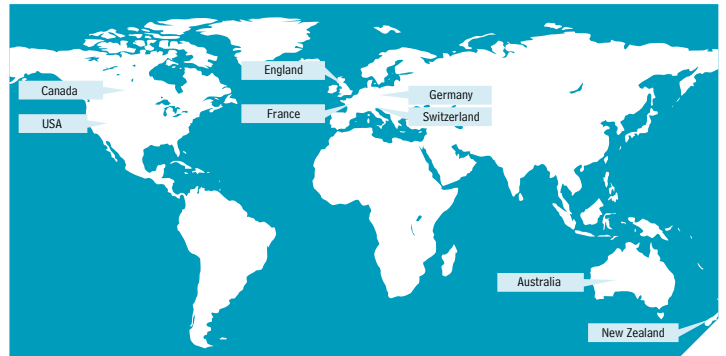 England
Canada
Germany
France
Switzerland
USA
Australia
New Zealand